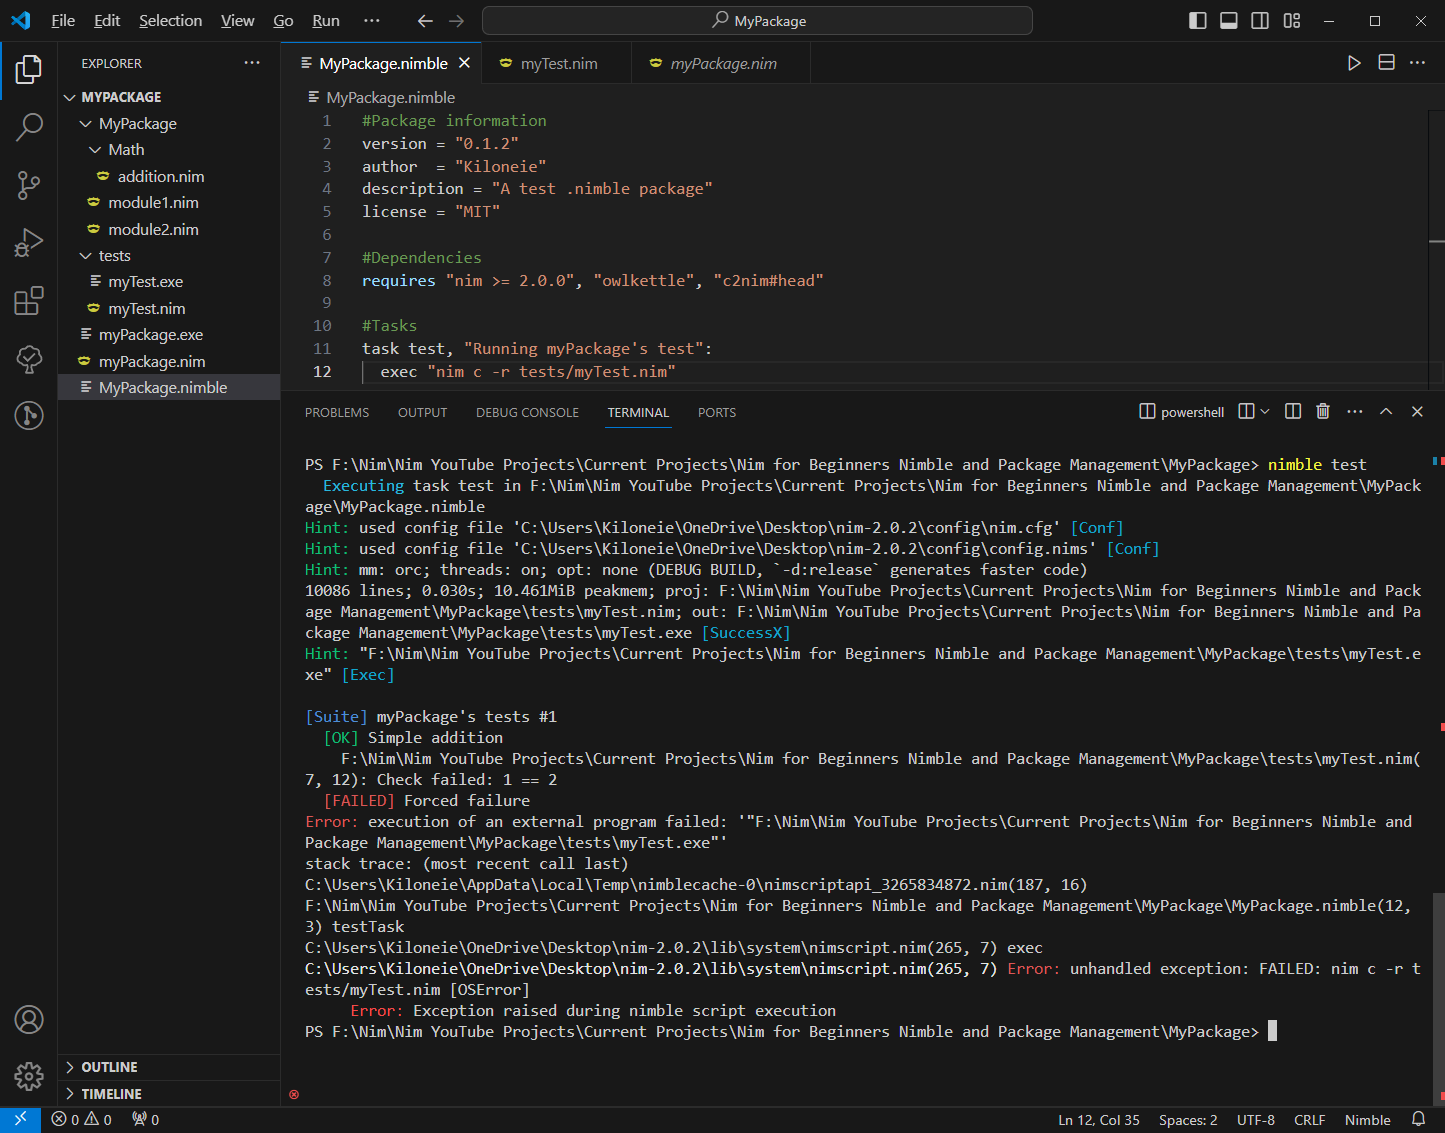 File Edit Selection View Go Run ··· MyPackage
EXPLORER ···
MYPACKAGE
MyPackage
Math
addition.nim
module1.nim
module2.nim
tests
myTest.exe
myTest.nim
myPackage.exe
myPackage.nim
MyPackage.nimble
OUTLINE
TIMELINE
MyPackage.nimble myTest.nim myPackage.nim
MyPackage.nimble
1 #Package information
2 version = "0.1.2"
3 author  = "Kiloneie"
4 description = "A test .nimble package"
5 license = "MIT"
6
7 #Dependencies
8 requires "nim >= 2.0.0", "owlkettle", "c2nim#head"
9
10 #Tasks
11 task test, "Running myPackage's test":
12   exec "nim c -r tests/myTest.nim"
PROBLEMS OUTPUT DEBUG CONSOLE TERMINAL PORTS powershell
PS F:\Nim\Nim YouTube Projects\Current Projects\Nim for Beginners Nimble and Package Management\MyPackage> nimble test
  Executing task test in F:\Nim\Nim YouTube Projects\Current Projects\Nim for Beginners Nimble and Package Management\MyPack
age\MyPackage.nimble
Hint: used config file 'C:\Users\Kiloneie\OneDrive\Desktop\nim-2.0.2\config\nim.cfg' [Conf]
Hint: used config file 'C:\Users\Kiloneie\OneDrive\Desktop\nim-2.0.2\config\config.nims' [Conf]
Hint: mm: orc; threads: on; opt: none (DEBUG BUILD, `-d:release` generates faster code)
10086 lines; 0.030s; 10.461MiB peakmem; proj: F:\Nim\Nim YouTube Projects\Current Projects\Nim for Beginners Nimble and Pack
age Management\MyPackage\tests\myTest.nim; out: F:\Nim\Nim YouTube Projects\Current Projects\Nim for Beginners Nimble and Pa
ckage Management\MyPackage\tests\myTest.exe [SuccessX]
Hint: "F:\Nim\Nim YouTube Projects\Current Projects\Nim for Beginners Nimble and Package Management\MyPackage\tests\myTest.e
xe" [Exec]
[Suite] myPackage's tests #1
  [OK] Simple addition
    F:\Nim\Nim YouTube Projects\Current Projects\Nim for Beginners Nimble and Package Management\MyPackage\tests\myTest.nim(
7, 12): Check failed: 1 == 2
  [FAILED] Forced failure
Error: execution of an external program failed: '"F:\Nim\Nim YouTube Projects\Current Projects\Nim for Beginners Nimble and
Package Management\MyPackage\tests\myTest.exe"'
stack trace: (most recent call last)
C:\Users\Kiloneie\AppData\Local\Temp\nimblecache-0\nimscriptapi_3265834872.nim(187, 16)
F:\Nim\Nim YouTube Projects\Current Projects\Nim for Beginners Nimble and Package Management\MyPackage\MyPackage.nimble(12,
3) testTask
C:\Users\Kiloneie\OneDrive\Desktop\nim-2.0.2\lib\system\nimscript.nim(265, 7) exec
C:\Users\Kiloneie\OneDrive\Desktop\nim-2.0.2\lib\system\nimscript.nim(265, 7) Error: unhandled exception: FAILED: nim c -r t
ests/myTest.nim [OSError]
     Error: Exception raised during nimble script execution
PS F:\Nim\Nim YouTube Projects\Current Projects\Nim for Beginners Nimble and Package Management\MyPackage>
0 0 0 Ln 12, Col 35 Spaces: 2 UTF-8 CRLF Nimble